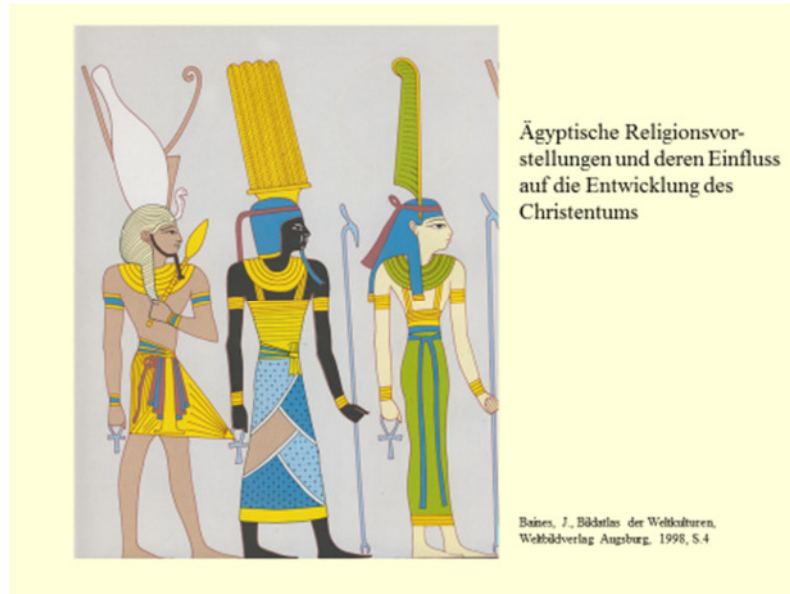 Ägyptische Religionsvor-
stellungen und deren Einfluss
auf die Entwicklung des
Christentums
Baines, J., Bildatlas der Weltkulturen,
Weltbildverlag Augsburg, 1998, S.4